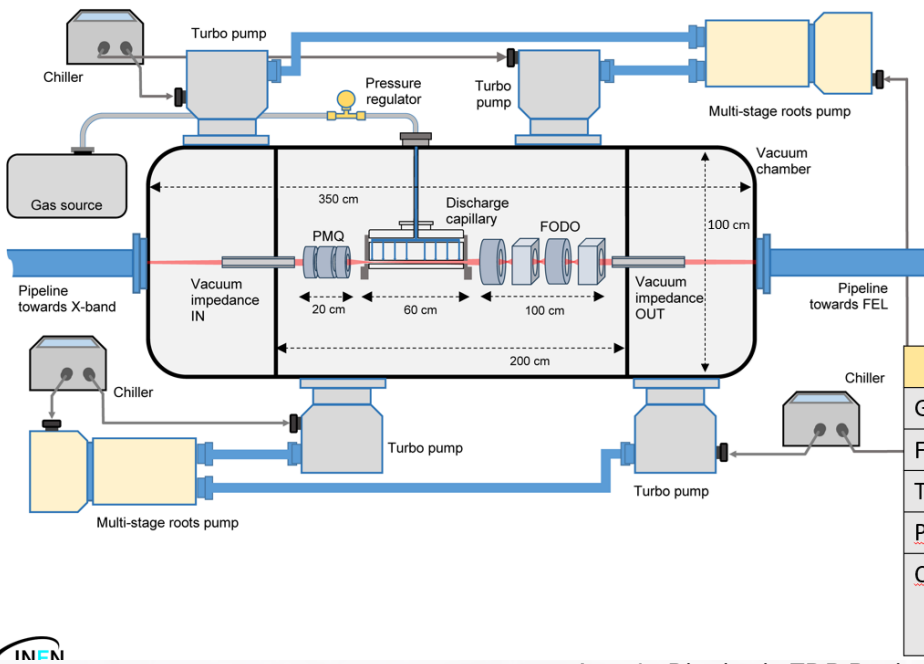 Turbo pump
Chiller
Pressure
regulator
Turbo
pump
Multi-stage roots pump
Vacuum
chamber
Gas source
350 cm
Discharge
capillary
100 cm
PMQ
FODO
Pipeline
towards X-band
Vacuum
impedance
IN
20 cm
60 cm
100 cm
Vacuum
impedance
OUT
Pipeline
towards FEL
200 cm
Chiller
Chiller
Turbo pump
Turbo pump
Multi-stage roots pump
G
F
T
P
INFN